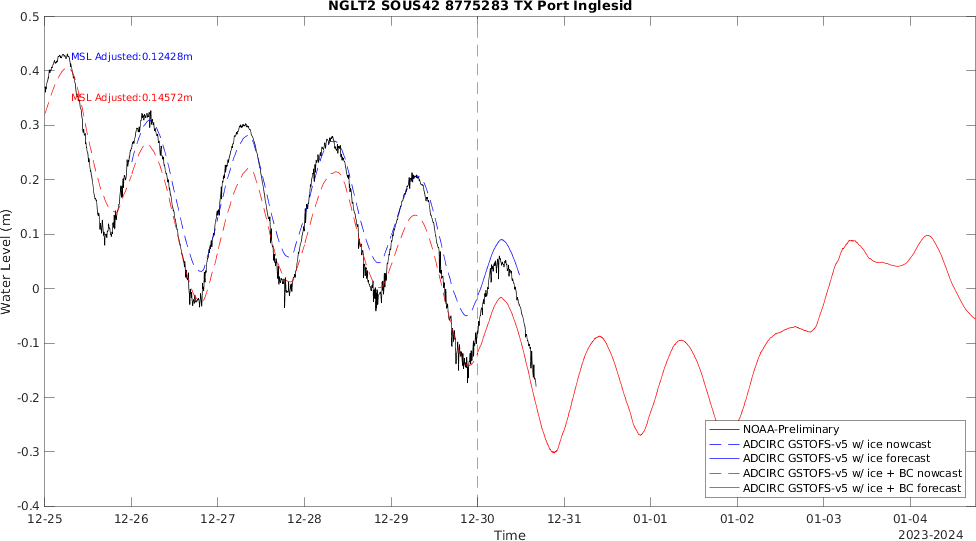 NGLT2 SOUS42 8775283 TX Port Inglesid
0.5
0.4
0.3
0.2
0.1
0
-0.1
-0.2
-0.3
-0.4
Water Level (m)
MSL Adjusted:0.12428m
MSL Adjusted:0.14572m
NOAA-Preliminary
ADCIRC GSTOFS-v5 w/ ice nowcast
ADCIRC GSTOFS-v5 w/ ice forecast
ADCIRC GSTOFS-v5 w/ ice + BC nowcast
ADCIRC GSTOFS-v5 w/ ice + BC forecast
12-25 12-26 12-27 12-28 12-29 12-30 12-31 01-01 01-02 01-03 01-04
Time
2023-2024